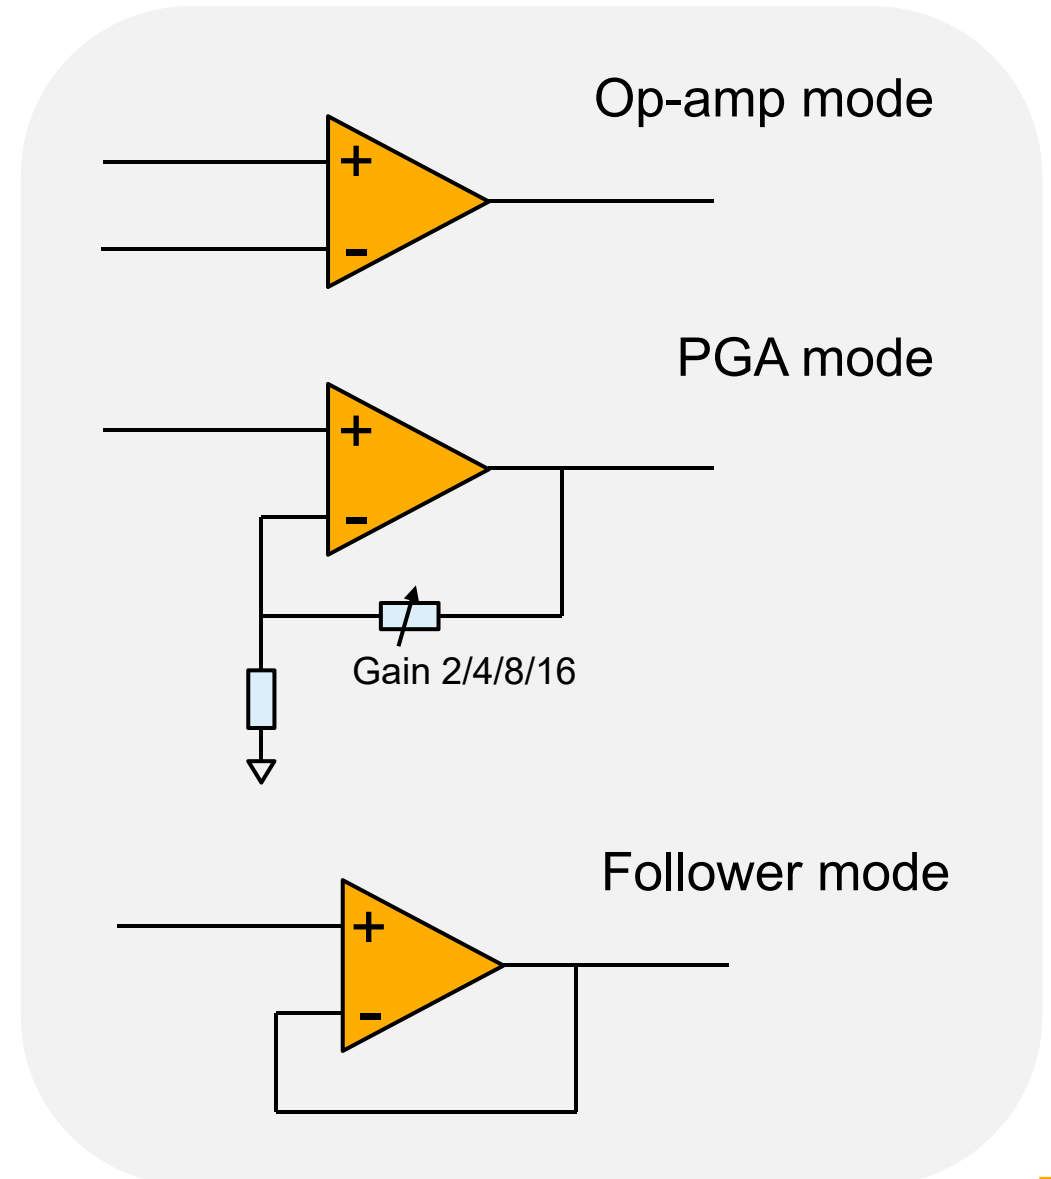 Op-amp mode
+
-
PGA mode
+
-
Gain 2/4/8/16
Follower mode
+
-